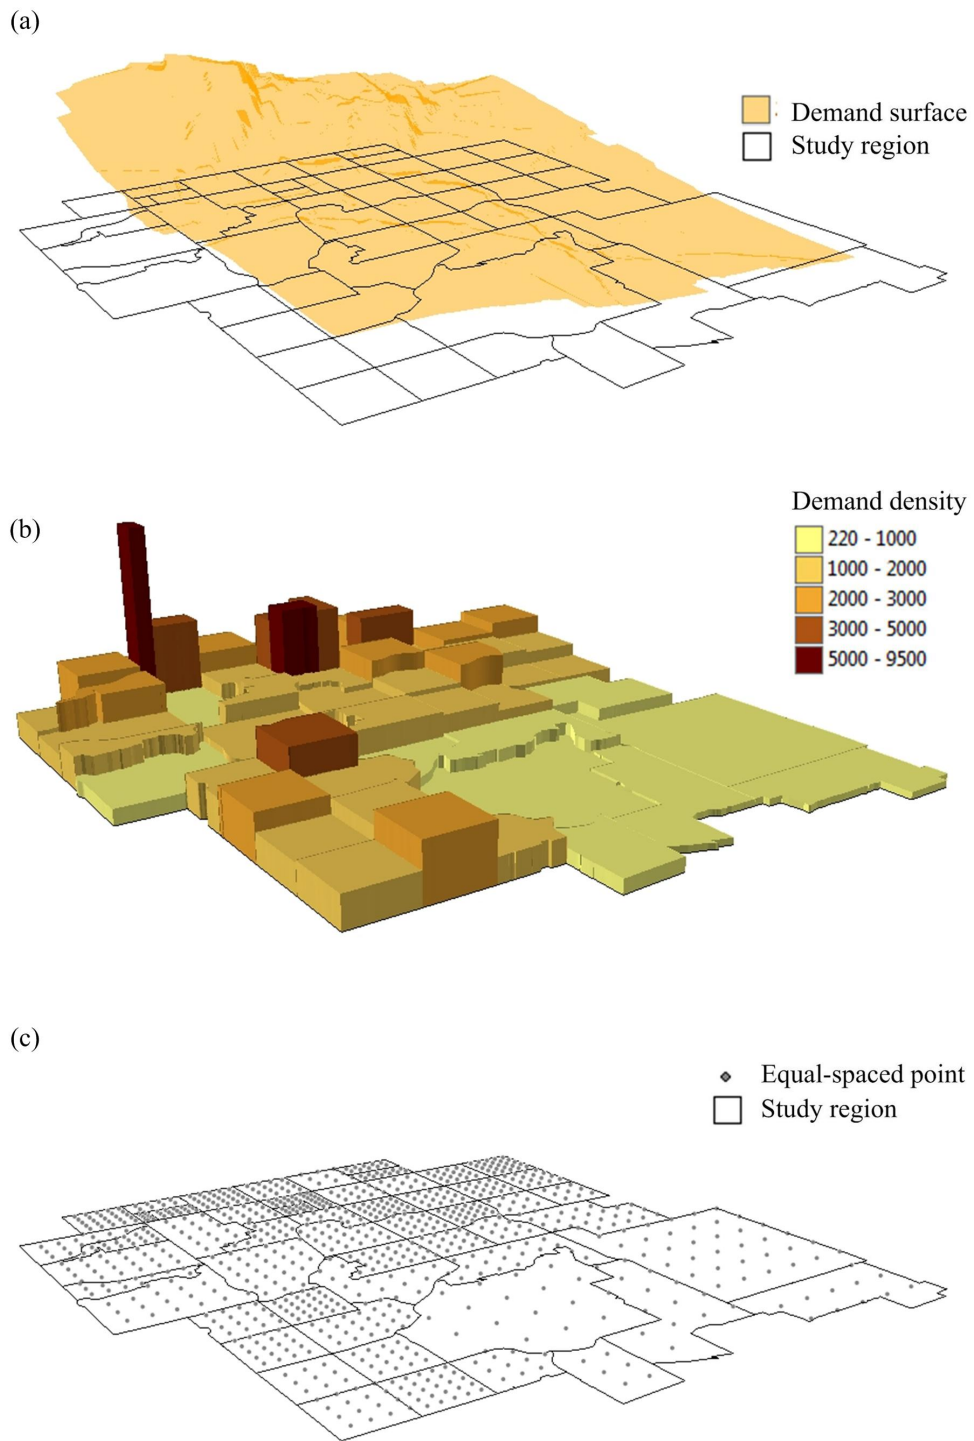 (a)
Demand surface
Study region
(b)
Demand density
220 - 1000
1000 - 2000
2000 - 3000
3000 - 5000
5000 - 9500
(c)
Equal-spaced point
Study region